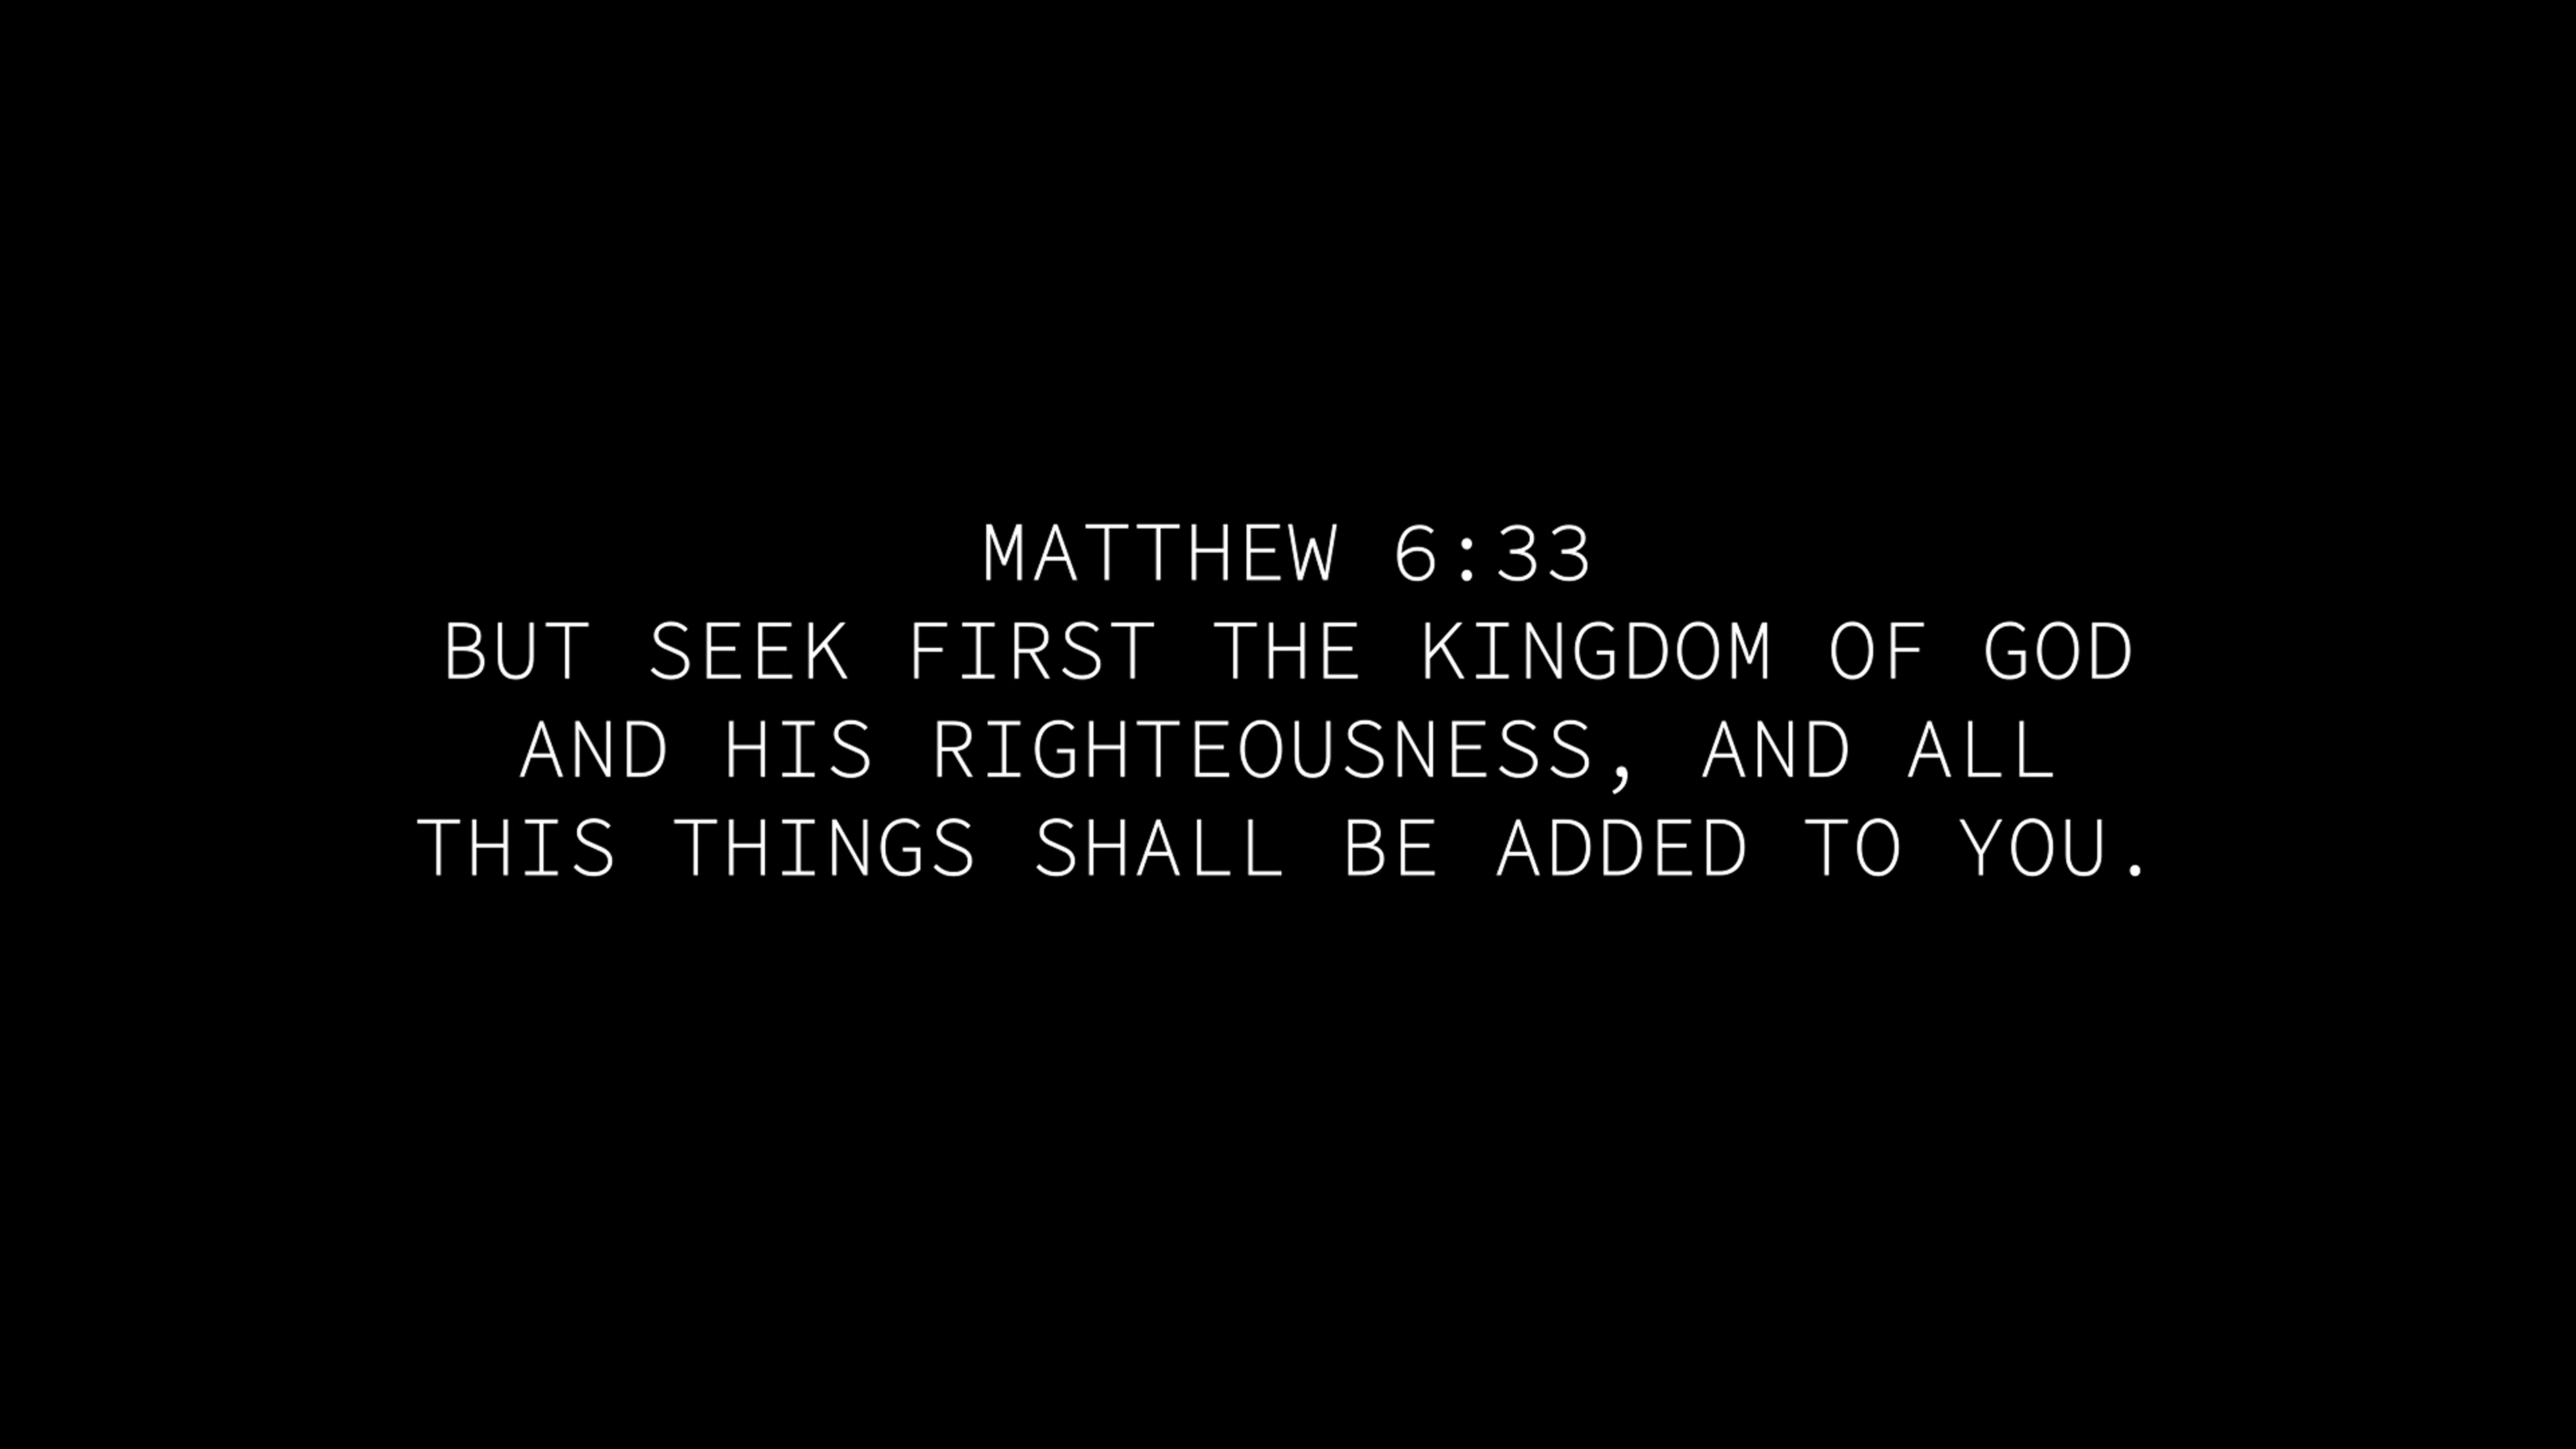 MATTHEW 6:33
BUT SEEK FIRST THE KINGDOM OF GOD
AND HIS RIGHTEOUSNESS, AND ALL
THIS THINGS SHALL BE ADDED TO YOU.